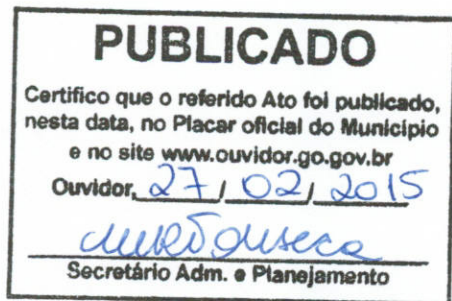 PUBLICADO
Certifico que o referido Ato foi publicado,
nesta data, no Placar oficial do Município
e no site www.ouvidor.go.gov.br
Ouvidor, 27 / 02 / 2015
Secretário Adm. e Planejamento